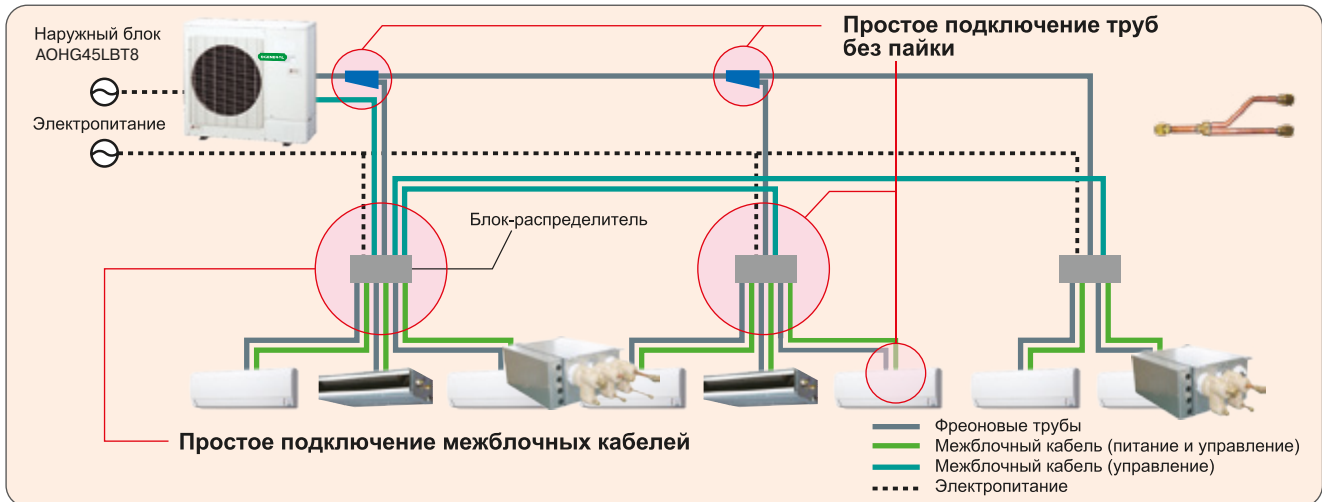 Наружный блок
AOHG45LBT8
Электропитание
Простое подключение труб
без пайки
Блок-распределитель
Простое подключение межблочных кабелей
Фреоновые трубы
Межблочный кабель (питание и управление)
Межблочный кабель (управление)
Электропитание